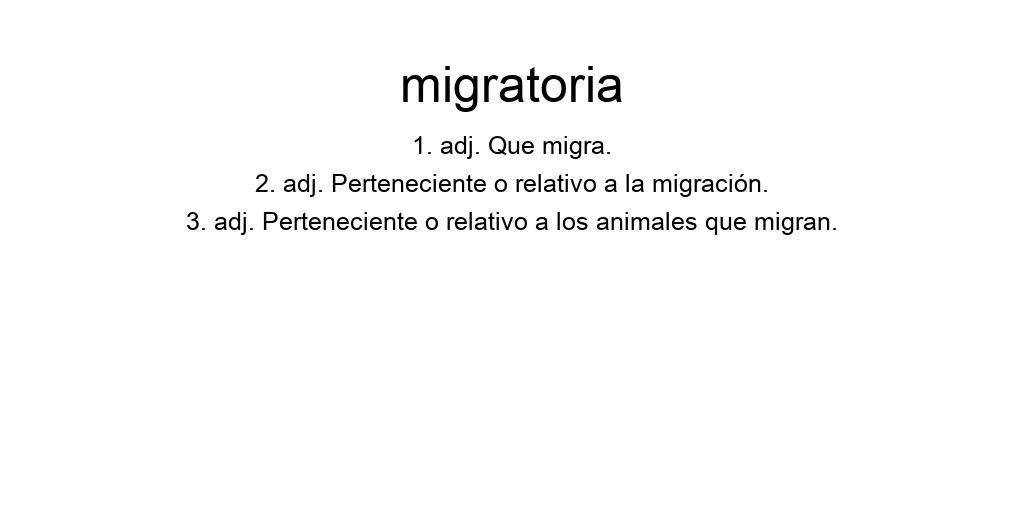 migratoria
1. adj. Que migra.
2. adj. Perteneciente o relativo a la migración.
3. adj. Perteneciente o relativo a los animales que migran.